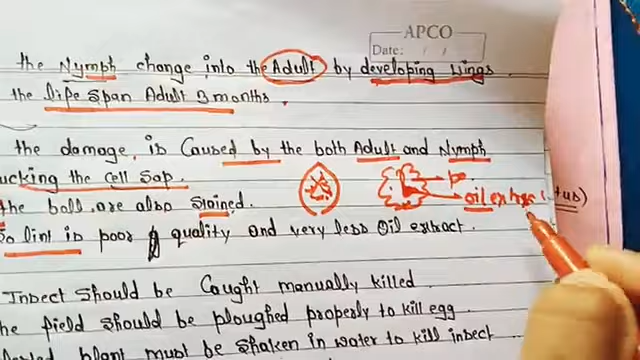 APCO
Date: / /
the Nymph change into the Adult by developing wings.
the life span Adult 3 months.
the damage is Caused by the both Adult and Nymph
ucking the cell sap.
the boll are also stained.
oil
So lint is poor quality and very less Oil extract.
Insect Should be Caught manually killed.
he field should be ploughed properly to kill egg.
plant must be shaken in water to kill insect